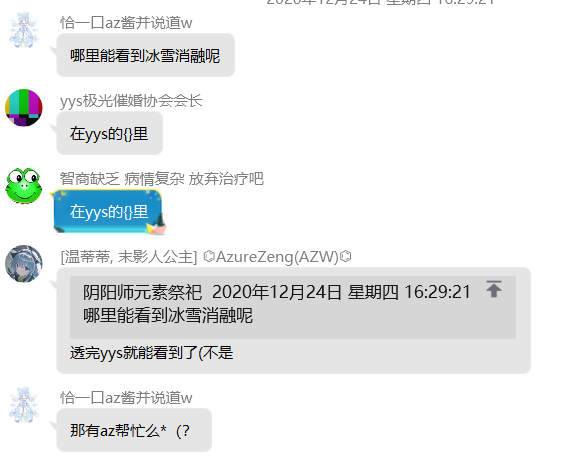 2020年12月24日 星期四 16:29:21
恰一口az酱并说道w
哪里能看到冰雪消融呢
yys极光催婚协会会长
在yys的{}里
智商缺乏 病情复杂 放弃治疗吧
在yys的{}里
[温蒂蒂, 末影人公主] ⌬AzureZeng(AZW)⌬
阴阳师元素祭祀 2020年12月24日 星期四 16:29:21
哪里能看到冰雪消融呢
透完yys就能看到了(不是
恰一口az酱并说道w
那有az帮忙么*（?